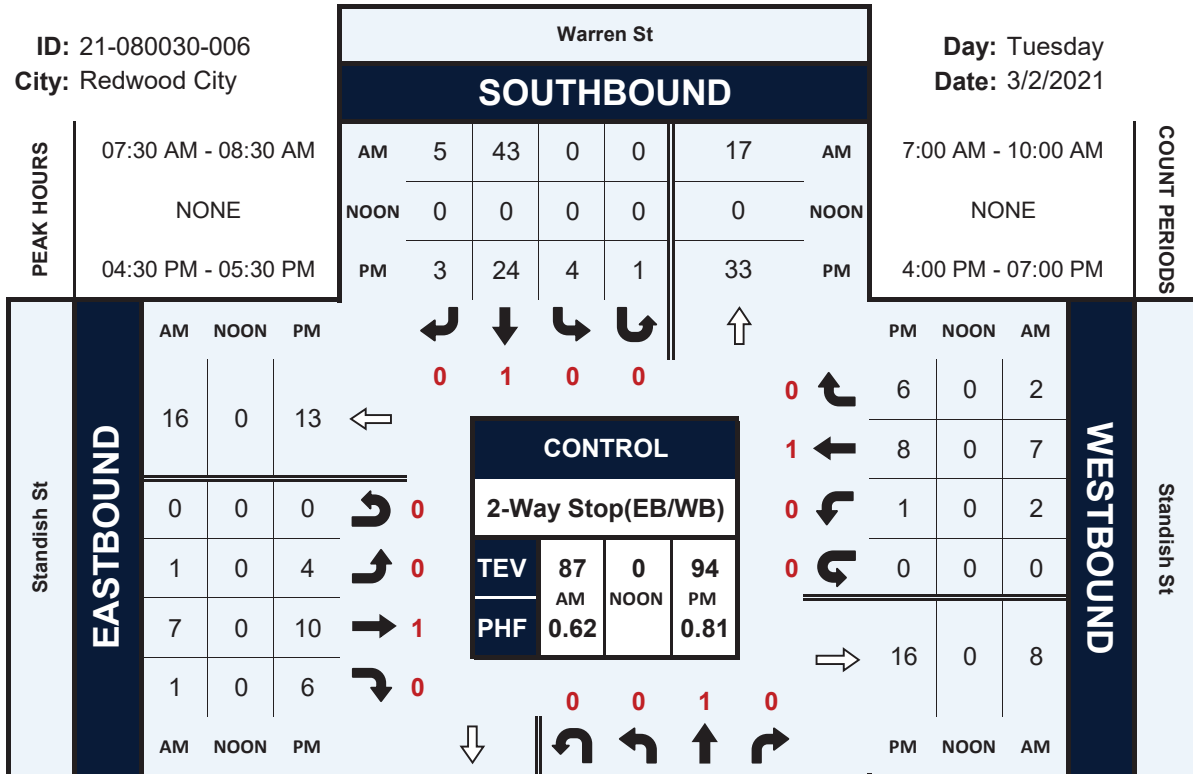 Warren St
ID: 21-080030-006
City: Redwood City
Day: Tuesday
Date: 3/2/2021
SOUTHBOUND
PEAK HOURS
07:30 AM - 08:30 AM
NONE
04:30 PM - 05:30 PM
AM 5 43 0 0 17 AM
NOON 0 0 0 0 0 NOON
PM 3 24 4 1 33 PM
7:00 AM - 10:00 AM
NONE
4:00 PM - 07:00 PM
COUNT PERIODS
0 1 0 0
Standish St
EASTBOUND
AM NOON PM
16 0 13
0 0 0 0
1 0 4 0
7 0 10 1
1 0 6 0
AM NOON PM
CONTROL
2-Way Stop(EB/WB)
TEV 87 0 94
AM NOON PM
PHF 0.62 0.81
PM NOON AM
0 6 0 2
1 8 0 7
0 1 0 2
0 0 0 0
16 0 8
PM NOON AM
WESTBOUND
Standish St
0 0 1 0